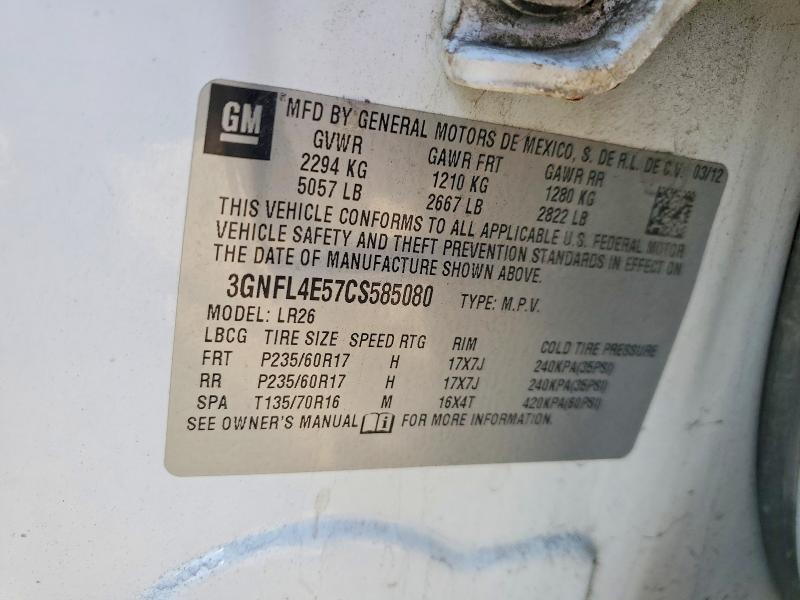 GM MFD BY GENERAL MOTORS DE MEXICO, S. DE R.L. DE C.V. 03/12
GVWR GAWR FRT GAWR RR
2294 KG 1210 KG 1280 KG
5057 LB 2667 LB 2822 LB
THIS VEHICLE CONFORMS TO ALL APPLICABLE U.S. FEDERAL MOTOR
VEHICLE SAFETY AND THEFT PREVENTION STANDARDS IN EFFECT ON
THE DATE OF MANUFACTURE SHOWN ABOVE.
3GNFL4E57CS585080 TYPE: M.P.V.
MODEL: LR26
LBCG TIRE SIZE SPEED RTG RIM COLD TIRE PRESSURE
FRT P235/60R17 H 17X7J 240KPA(35PSI)
RR P235/60R17 H 17X7J 240KPA(35PSI)
SPA T135/70R16 M 16X4T 420KPA(60PSI)
SEE OWNER'S MANUAL i FOR MORE INFORMATION.